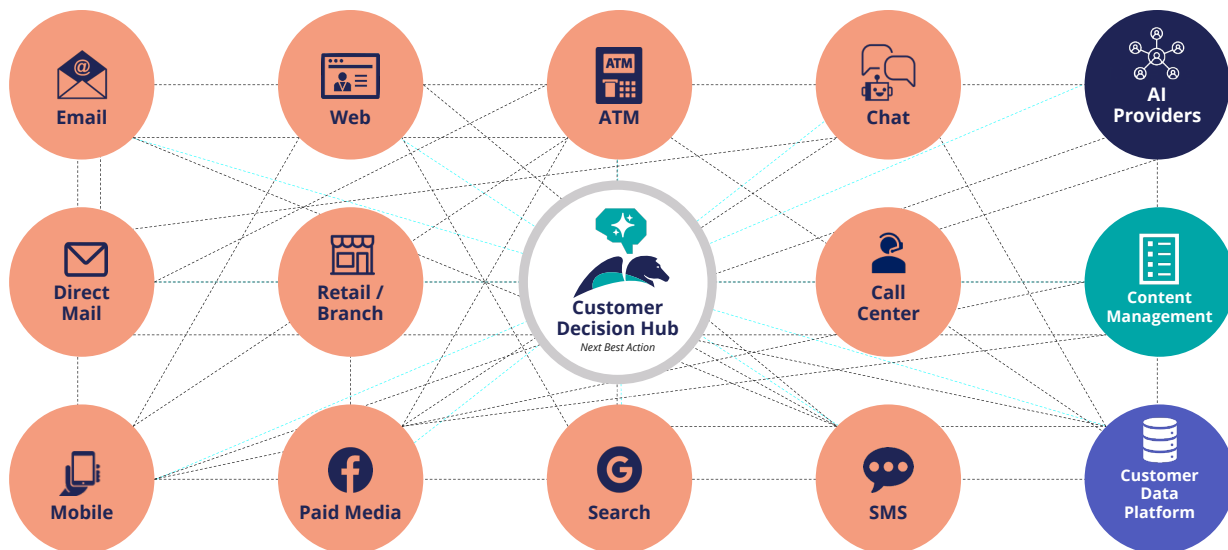 @
Email
Web
ATM
ATM
Chat
AI
Providers
Direct
Mail
Retail /
Branch
Customer
Decision Hub
Next Best Action
Call
Center
Content
Management
Mobile
Paid Media
G
Search
SMS
Customer
Data
Platform